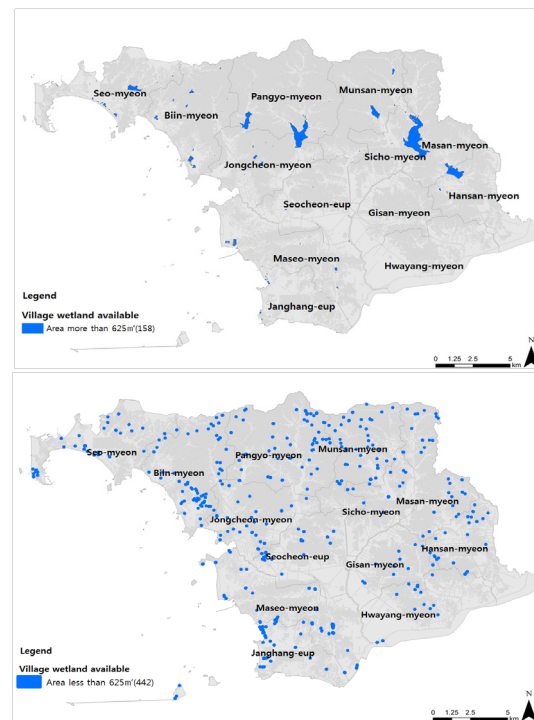 Munsan-myeon
Seo-myeon
Pangyo-myeon
Biin-myeon
Masan-myeon
Sicho-myeon
Jongcheon-myeon
Hansan-myeon
Seocheon-eup
Gisan-myeon
Maseo-myeon
Hwayang-myeon
Legend
Janghang-eup
Village wetland available
Area more than 625㎡(158)
N
0 1.25 2.5 5
km
Seo-myeon
Munsan-myeon
Pangyo-myeon
Biin-myeon
Masan-myeon
Sicho-myeon
Jongcheon-myeon
Hansan-myeon
Seocheon-eup
Gisan-myeon
Maseo-myeon
Hwayang-myeon
Legend
Janghang-eup
Village wetland available
Area less than 625㎡(442)
N
0 1.25 2.5 5
km